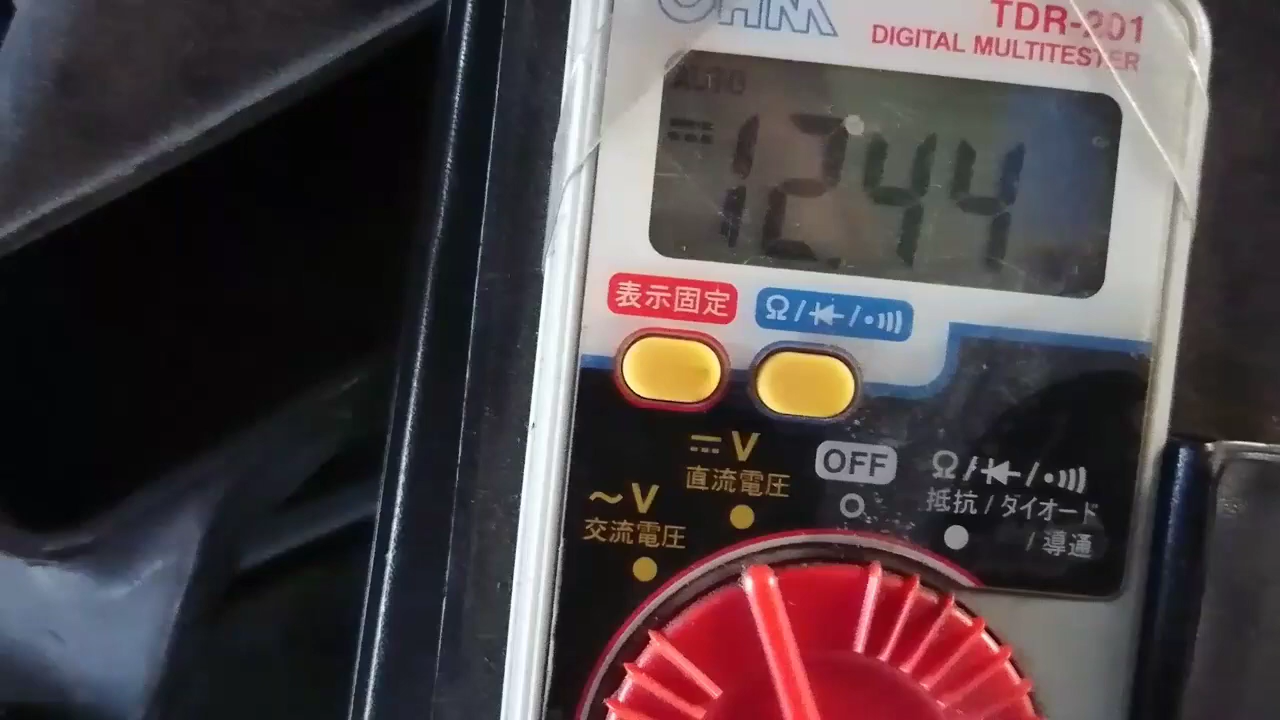 OHM
TDR-201
DIGITAL MULTITESTER
AUTO
12.44
表示固定
Ω/ /
V
直流電圧
OFF
Ω/ /
抵抗/ダイオード
/導通
~V
交流電圧